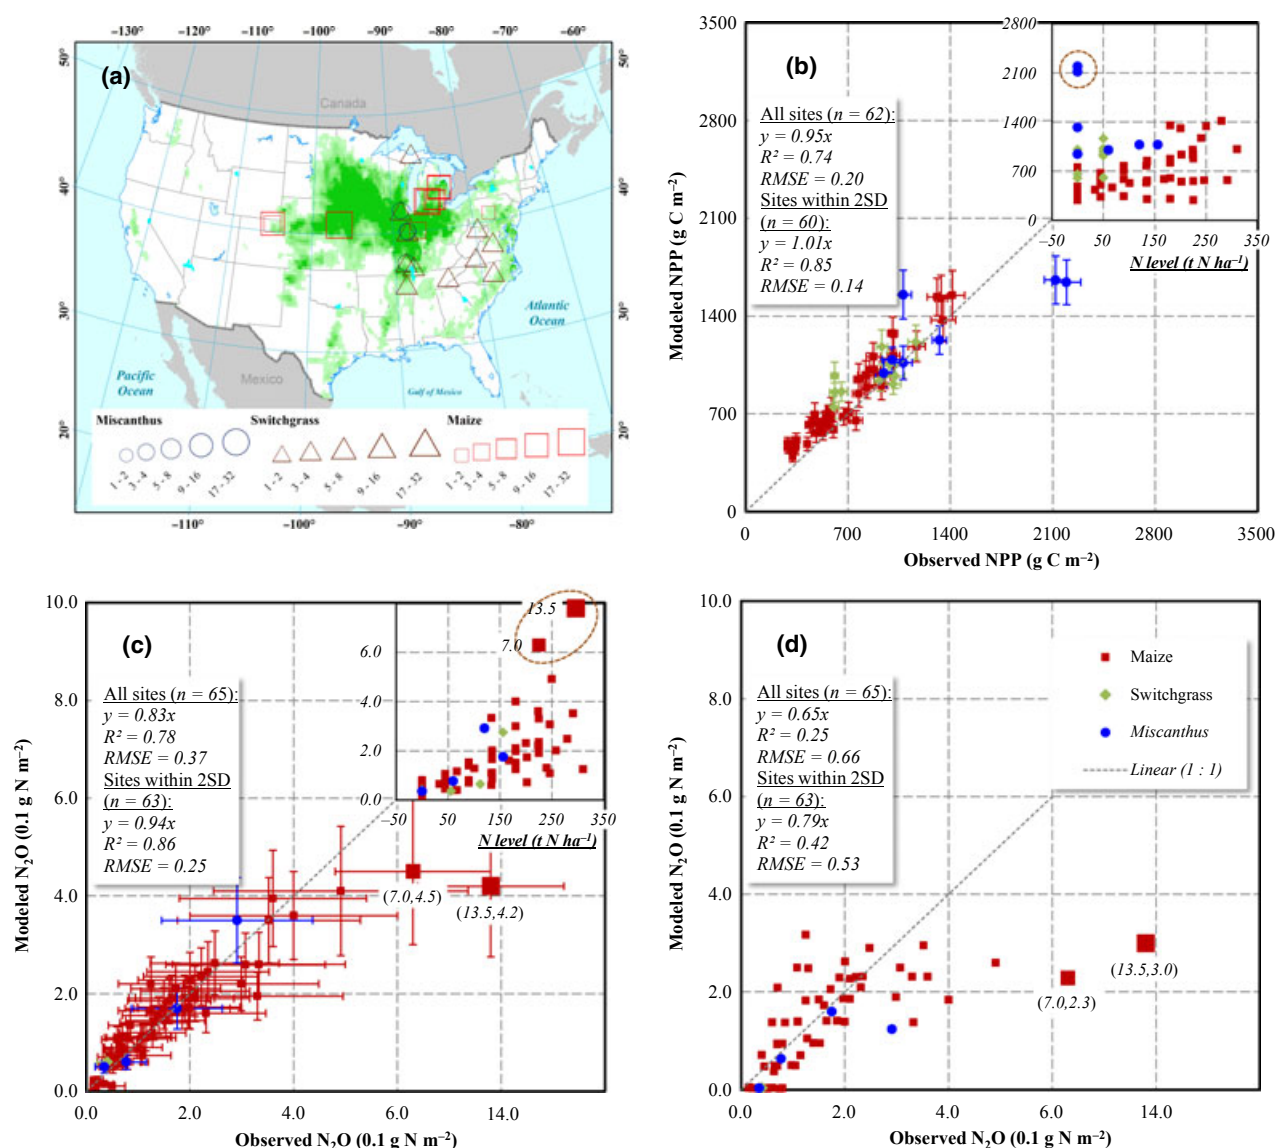 −130° −120° −110° −100° −90° −80° −70° −60°
50° 50°
40° 40°
30° 30°
20° 20°
−110° −100° −90° −80°
(a)
Canada
Mexico
Pacific
Ocean
Atlantic
Ocean
Gulf of Mexico
Miscanthus Switchgrass Maize
1 - 2 3 - 4 5 - 8 9 - 16 17 - 32
1 - 2 3 - 4 5 - 8 9 - 16 17 - 32
1 - 2 3 - 4 5 - 8 9 - 16 17 - 32
(b)
Modeled NPP (g C m⁻²)
3500
2800
2100
1400
700
0
0 700 1400 2100 2800 3500
Observed NPP (g C m⁻²)
All sites (n = 62):
y = 0.95x
R² = 0.74
RMSE = 0.20
Sites within 2SD
(n = 60):
y = 1.01x
R² = 0.85
RMSE = 0.14
2800
2100
1400
700
0
−50 50 150 250 350
N level (t N ha⁻¹)
(c)
Modeled N₂O (0.1 g N m⁻²)
10.0
8.0
6.0
4.0
2.0
0.0
0.0 2.0 4.0 6.0 14.0
Observed N₂O (0.1 g N m⁻²)
All sites (n = 65):
y = 0.83x
R² = 0.78
RMSE = 0.37
Sites within 2SD
(n = 63):
y = 0.94x
R² = 0.86
RMSE = 0.25
13.5
7.0
6.0
4.0
2.0
0.0
−50 50 150 250 350
N level (t N ha⁻¹)
(7.0,4.5)
(13.5,4.2)
(d)
Modeled N₂O (0.1 g N m⁻²)
10.0
8.0
6.0
4.0
2.0
0.0
0.0 2.0 4.0 6.0 14.0
Observed N₂O (0.1 g N m⁻²)
All sites (n = 65):
y = 0.65x
R² = 0.25
RMSE = 0.66
Sites within 2SD
(n = 63):
y = 0.79x
R² = 0.42
RMSE = 0.53
Maize
Switchgrass
Miscanthus
Linear (1 : 1)
(13.5,3.0)
(7.0,2.3)